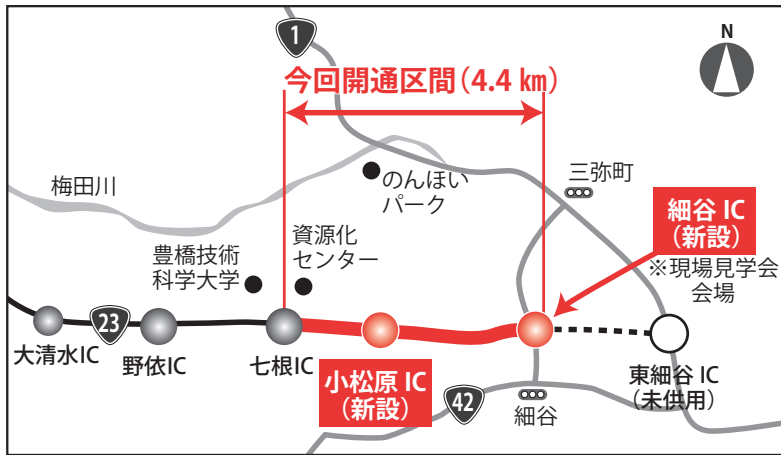 1
N
今回開通区間(4.4 ㎞)
梅田川
のんほい
パーク
三弥町
細谷 IC
(新設)
※現場見学会
会場
豊橋技術
科学大学
資源化
センター
23
大清水IC
野依IC
七根IC
小松原 IC
(新設)
42
細谷
東細谷 IC
(未供用)